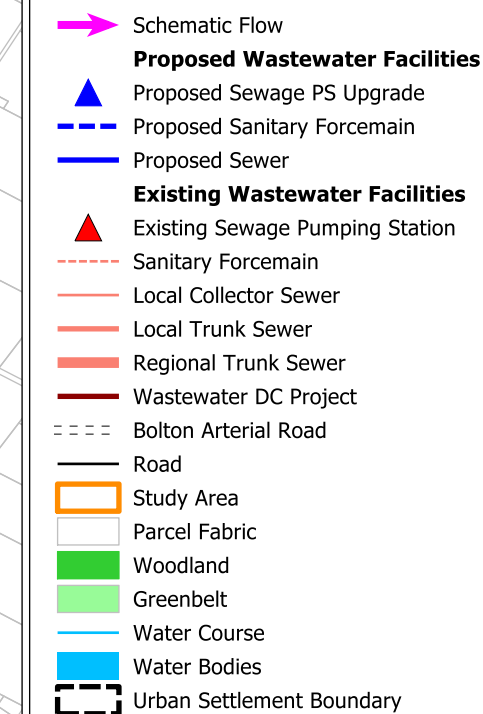 Schematic Flow
Proposed Wastewater Facilities
Proposed Sewage PS Upgrade
Proposed Sanitary Forcemain
Proposed Sewer
Existing Wastewater Facilities
Existing Sewage Pumping Station
Sanitary Forcemain
Local Collector Sewer
Local Trunk Sewer
Regional Trunk Sewer
Wastewater DC Project
Bolton Arterial Road
Road
Study Area
Parcel Fabric
Woodland
Greenbelt
Water Course
Water Bodies
Urban Settlement Boundary